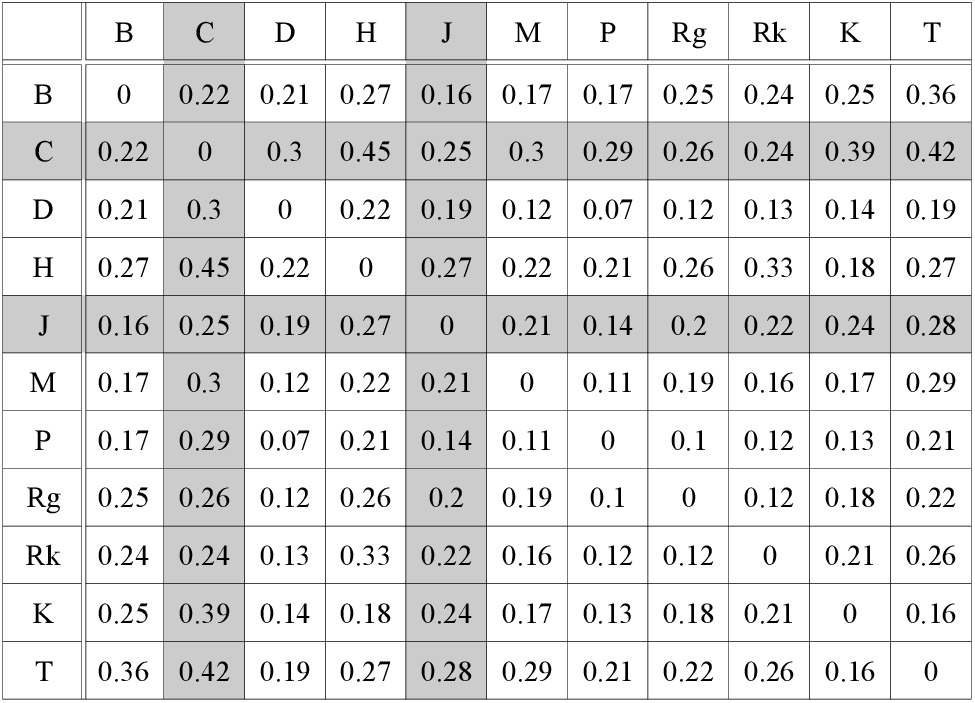 B C D H J M P Rg Rk K T
B 0 0.22 0.21 0.27 0.16 0.17 0.17 0.25 0.24 0.25 0.36
C 0.22 0 0.3 0.45 0.25 0.3 0.29 0.26 0.24 0.39 0.42
D 0.21 0.3 0 0.22 0.19 0.12 0.07 0.12 0.13 0.14 0.19
H 0.27 0.45 0.22 0 0.27 0.22 0.21 0.26 0.33 0.18 0.27
J 0.16 0.25 0.19 0.27 0 0.21 0.14 0.2 0.22 0.24 0.28
M 0.17 0.3 0.12 0.22 0.21 0 0.11 0.19 0.16 0.17 0.29
P 0.17 0.29 0.07 0.21 0.14 0.11 0 0.1 0.12 0.13 0.21
Rg 0.25 0.26 0.12 0.26 0.2 0.19 0.1 0 0.12 0.18 0.22
Rk 0.24 0.24 0.13 0.33 0.22 0.16 0.12 0.12 0 0.21 0.26
K 0.25 0.39 0.14 0.18 0.24 0.17 0.13 0.18 0.21 0 0.16
T 0.36 0.42 0.19 0.27 0.28 0.29 0.21 0.22 0.26 0.16 0